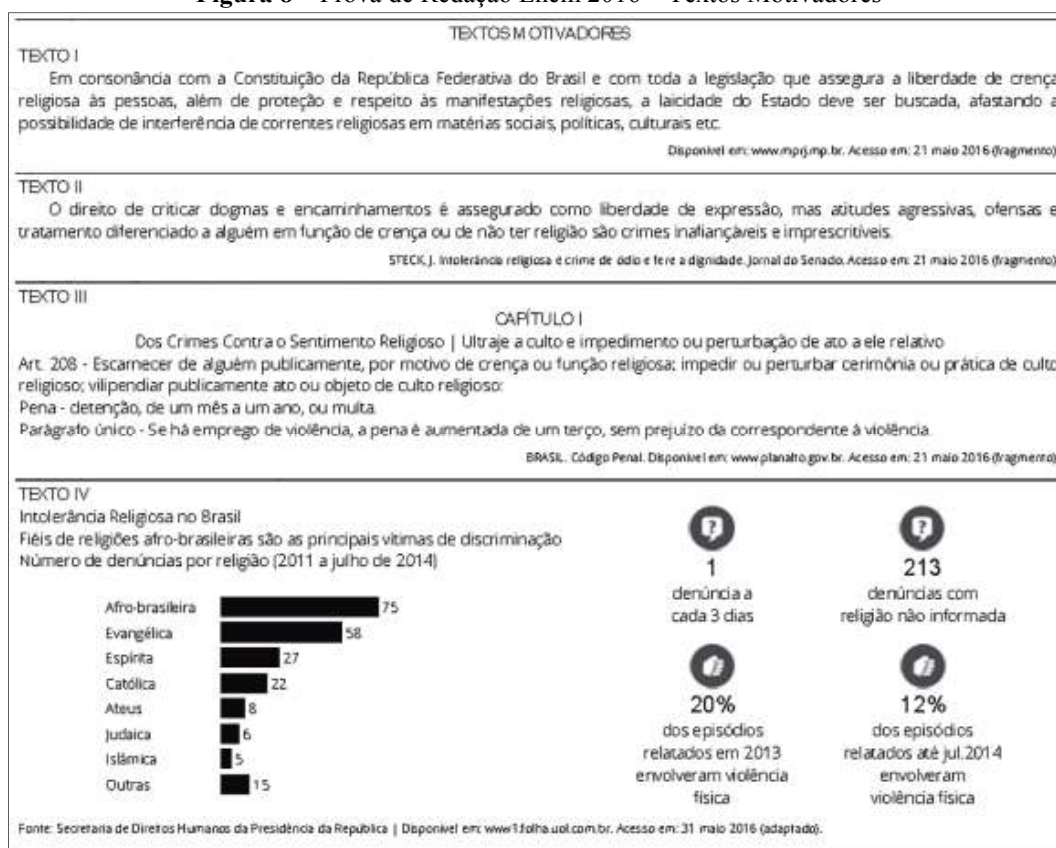 Figura 6 – Prova de Redação Enem 2016 – Textos Motivadores
TEXTOS MOTIVADORES
TEXTO I
Em consonância com a Constituição da República Federativa do Brasil e com toda a legislação que assegura a liberdade de crença
religiosa às pessoas, além de proteção e respeito às manifestações religiosas, a laicidade do Estado deve ser buscada, afastando a
possibilidade de interferência de correntes religiosas em matérias sociais, políticas, culturais etc.
Disponível em: www.mprj.mp.br. Acesso em: 21 maio 2016 (fragmento)
TEXTO II
O direito de criticar dogmas e encaminhamentos é assegurado como liberdade de expressão, mas atitudes agressivas, ofensas e
tratamento diferenciado a alguém em função de crença ou de não ter religião são crimes inafiançáveis e imprescritíveis.
STECK, J. Intolerância religiosa é crime de ódio e fere a dignidade. Jornal do Senado. Acesso em: 21 maio 2016 (fragmento)
TEXTO III
CAPÍTULO I
Dos Crimes Contra o Sentimento Religioso | Ultraje a culto e impedimento ou perturbação de ato a ele relativo
Art. 208 - Escarnecer de alguém publicamente, por motivo de crença ou função religiosa; impedir ou perturbar cerimônia ou prática de culto
religioso; vilipendiar publicamente ato ou objeto de culto religioso:
Pena - detenção, de um mês a um ano, ou multa.
Parágrafo único - Se há emprego de violência, a pena é aumentada de um terço, sem prejuízo da correspondente à violência.
BRASIL. Código Penal. Disponível em: www.planalto.gov.br. Acesso em: 21 maio 2016 (fragmento)
TEXTO IV
Intolerância Religiosa no Brasil
Fiéis de religiões afro-brasileiras são as principais vítimas de discriminação
Número de denúncias por religião (2011 a julho de 2014)
Afro-brasileira 75
Evangélica 58
Espírita 27
Católica 22
Ateus 8
Judaica 6
Islâmica 5
Outras 15
1
denúncia a
cada 3 dias
213
denúncias com
religião não informada
20%
dos episódios
relatados em 2013
envolveram violência
física
12%
dos episódios
relatados até jul.2014
envolveram
violência física
Fonte: Secretaria de Direitos Humanos da Presidência da República | Disponível em: www1.folha.uol.com.br. Acesso em: 31 maio 2016 (adaptado).